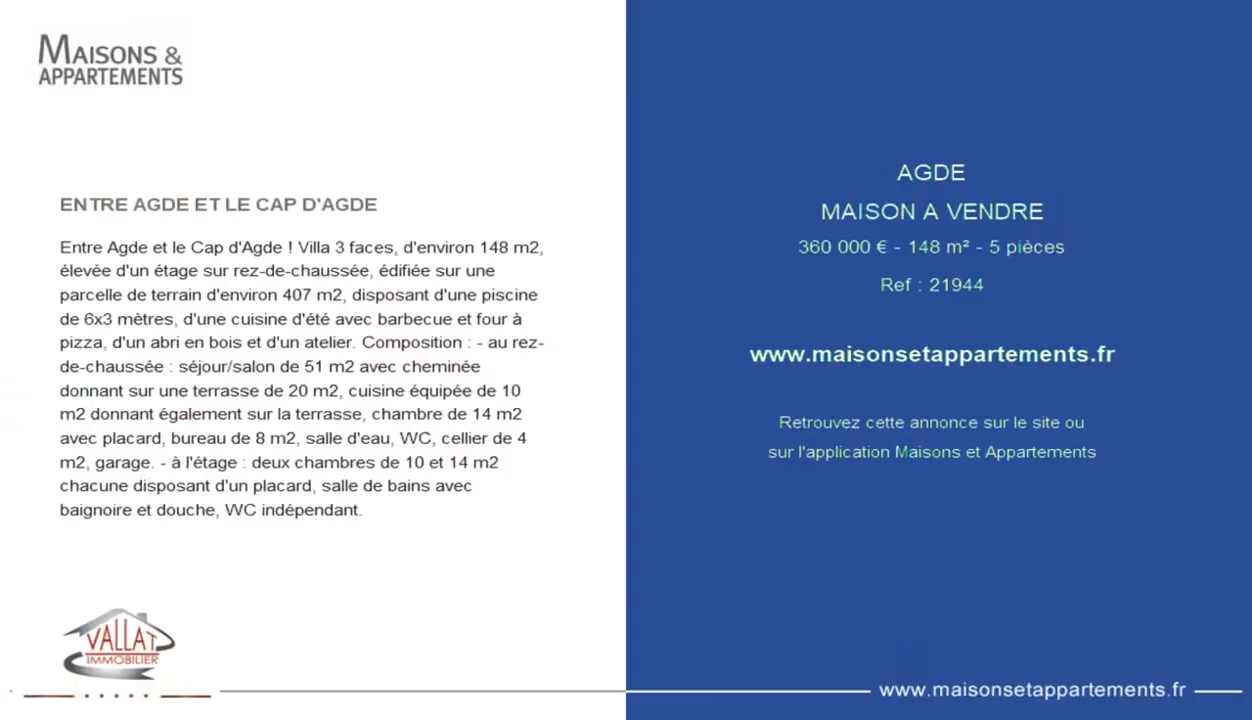 MAISONS &
APPARTEMENTS
ENTRE AGDE ET LE CAP D'AGDE
Entre Agde et le Cap d'Agde ! Villa 3 faces, d'environ 148 m2,
élevée d'un étage sur rez-de-chaussée, édifiée sur une
parcelle de terrain d'environ 407 m2, disposant d'une piscine
de 6x3 mètres, d'une cuisine d'été avec barbecue et four à
pizza, d'un abri en bois et d'un atelier. Composition : - au rez-
de-chaussée : séjour/salon de 51 m2 avec cheminée
donnant sur une terrasse de 20 m2, cuisine équipée de 10
m2 donnant également sur la terrasse, chambre de 14 m2
avec placard, bureau de 8 m2, salle d'eau, WC, cellier de 4
m2, garage. - à l'étage : deux chambres de 10 et 14 m2
chacune disposant d'un placard, salle de bains avec
baignoire et douche, WC indépendant.
VALLAT
IMMOBILIER
AGDE
MAISON A VENDRE
360 000 € - 148 m² - 5 pièces
Ref : 21944
www.maisonsetappartements.fr
Retrouvez cette annonce sur le site ou
sur l'application Maisons et Appartements
www.maisonsetappartements.fr